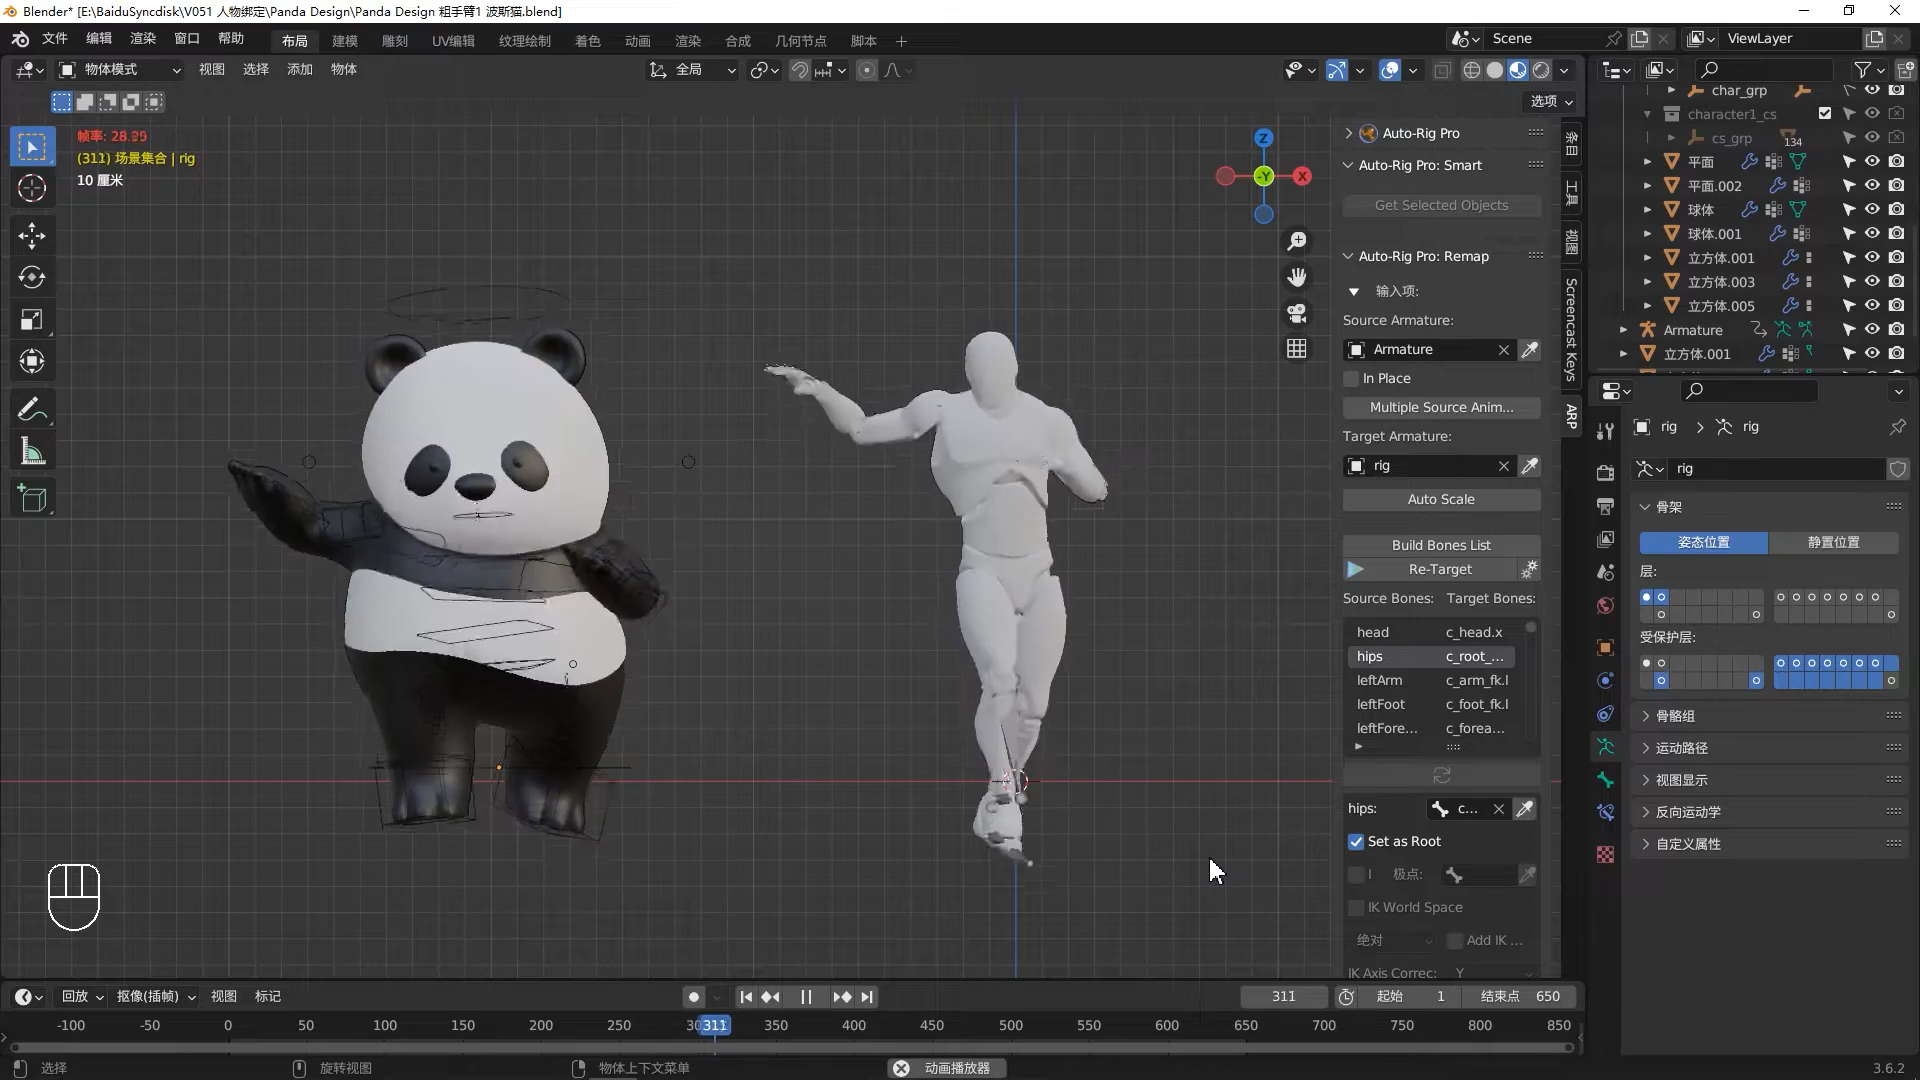 Blender* [E:\BaiduSyncdisk\V051 人物绑定\Panda Design\Panda Design 粗手臂1 波斯猫.blend]
文件 编辑 渲染 窗口 帮助 布局 建模 雕刻 UV编辑 纹理绘制 着色 动画 渲染 合成 几何节点 脚本 + Scene ViewLayer
物体模式 视图 选择 添加 物体 全局
选项
帧率: 28.95
(311) 场景集合 | rig
10 厘米
Z
-Y
X
Auto-Rig Pro
Auto-Rig Pro: Smart
Get Selected Objects
Auto-Rig Pro: Remap
输入项:
Source Armature:
Armature
In Place
Multiple Source Anim...
Target Armature:
rig
Auto Scale
Build Bones List
Re-Target
Source Bones: Target Bones:
head c_head.x
hips c_root_...
leftArm c_arm_fk.l
leftFoot c_foot_fk.l
leftFore... c_forea...
hips: c...
Set as Root
I 极点:
IK World Space
绝对 Add IK ...
IK Axis Correc: Y
条目
工具
视图
Screencast Keys
ARP
char_grp
character1_cs
cs_grp 134
平面
平面.002
球体
球体.001
立方体.001
立方体.003
立方体.005
Armature
立方体.001
rig > rig
rig
骨架
姿态位置 静置位置
层:
受保护层:
骨骼组
运动路径
视图显示
反向运动学
自定义属性
回放 抠像(插帧) 视图 标记 311 起始 1 结束点 650
-100 -50 0 50 100 150 200 250 30 311 350 400 450 500 550 600 650 700 750 800 850
选择 旋转视图 物体上下文菜单 动画播放器 3.6.2